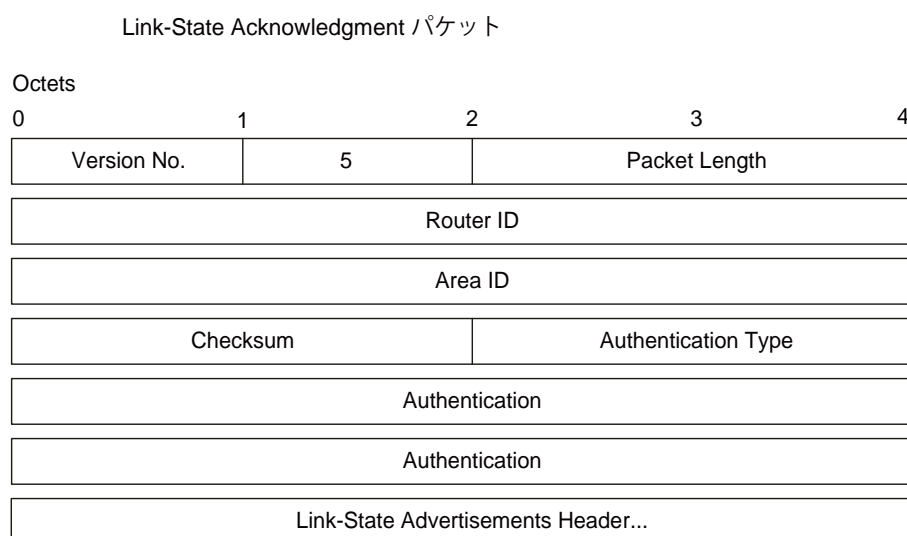 Link-State Acknowledgment パケット
Octets
0 1 2 3 4
Version No. 5 Packet Length
Router ID
Area ID
Checksum Authentication Type
Authentication
Authentication
Link-State Advertisements Header...